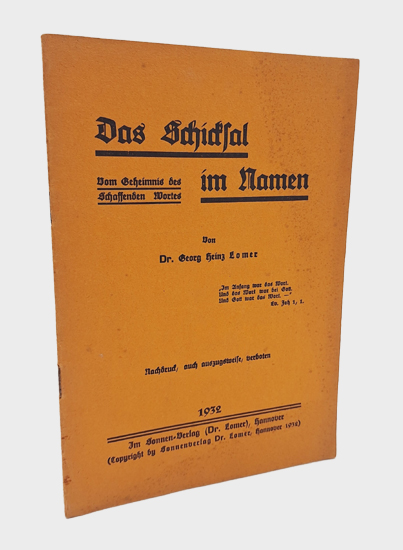 Das Schicksal
Vom Geheimnis des
Schaffenden Wortes
im Namen
Von
Dr. Georg Heinz Lomer
„Im Anfang war das Wort.
Und das Wort war bei Gott.
Und Gott war das Wort. ...“
Ev. Joh 1, 1.
Nachdruck, auch auszugsweise, verboten
1932
Im Sonnen-Verlag (Dr. Lomer), Hannover
(Copyright by Sonnenverlag Dr. Lomer, Hannover 1932)